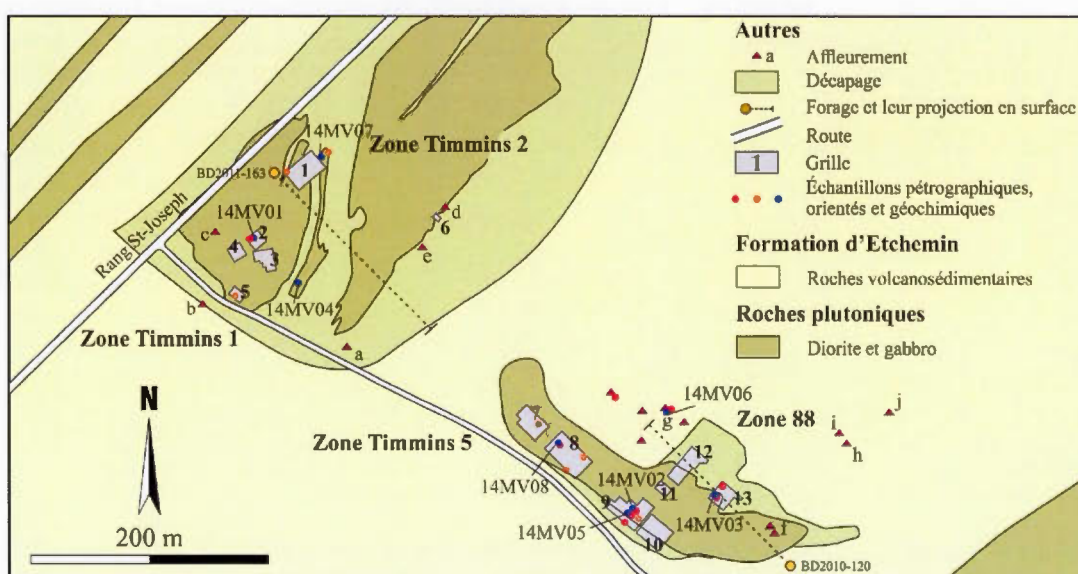 Autres
a Affleurement
Décapage
Forage et leur projection en surface
Route
1 Grille
Échantillons pétrographiques,
orientés et géochimiques
Formation d'Etchemin
Roches volcanosédimentaires
Roches plutoniques
Diorite et gabbro
14MV07
Zone Timmins 2
BD2011-163
1
Rang St-Joseph
14MV01
c
2
4
3
5
b
14MV04
d
6
e
Zone Timmins 1
a
N
200 m
Zone Timmins 5
14MV06
g
Zone 88
j
i
h
8
12
14MV02
14MV08
11
9
13
14MV03
14MV05
10
f
BD2010-120